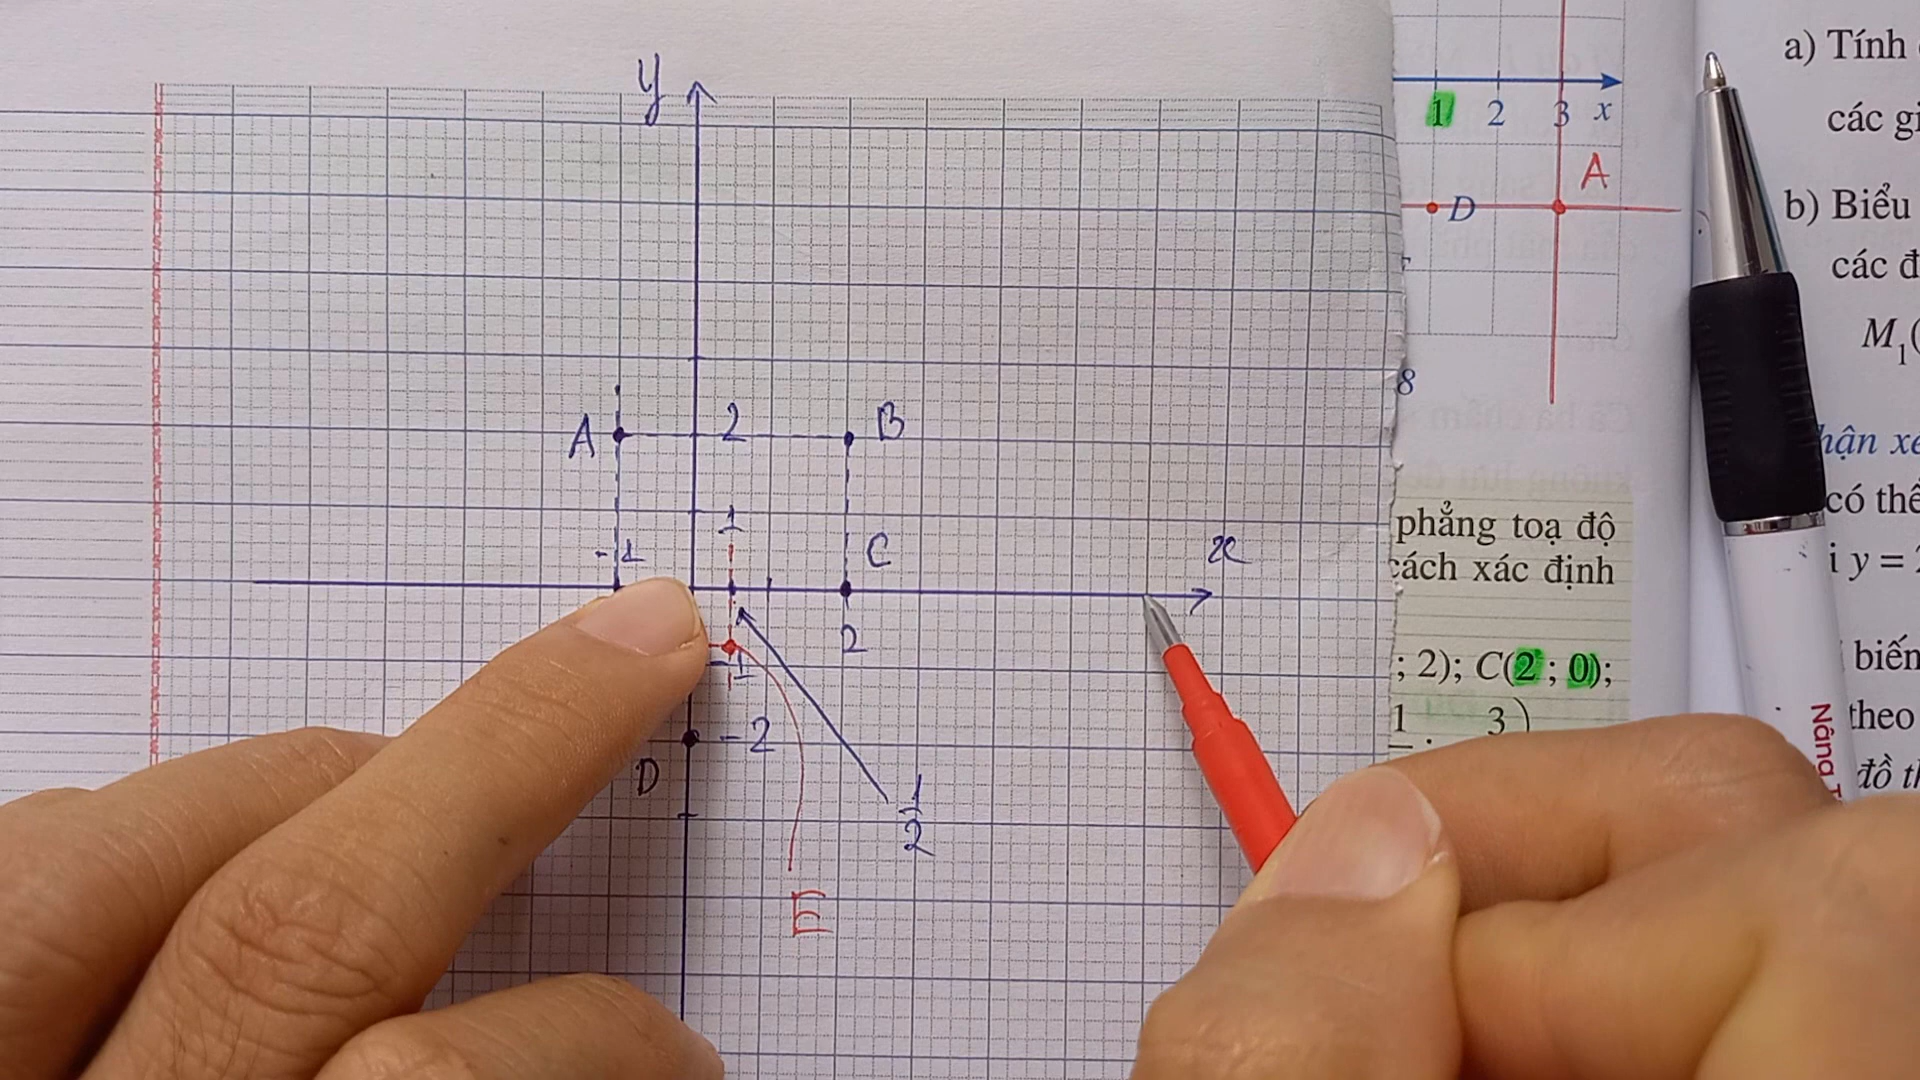 y
A
2
B
1
-1
C
x
-1
2
-2
D
1
2
E
1 2 3 x
A
D
8
phẳng toạ độ
cách xác định
; 2); C(2 ; 0);
1 ; 3)
a) Tính
các gi
b) Biểu
các đ
M1(
hận xé
có thể
i y =
biến
theo
đồ th
Nâng